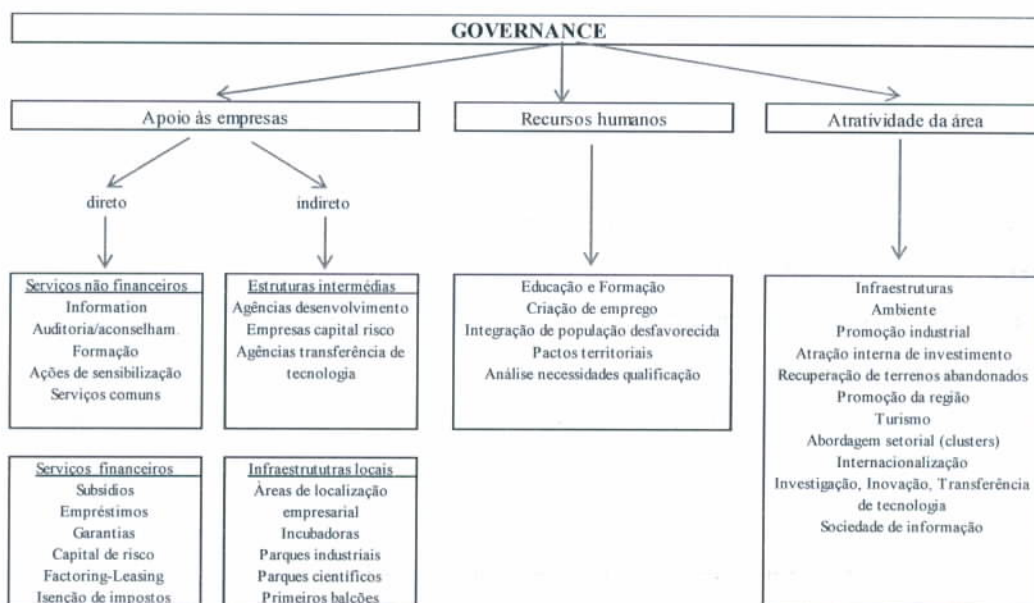 GOVERNANCE
Apoio às empresas
Recursos humanos
Atratividade da área
direto
indireto
Serviços não financeiros
Information
Auditoria/aconselham.
Formação
Ações de sensibilização
Serviços comuns
Estruturas intermédias
Agências desenvolvimento
Empresas capital risco
Agências transferência de
tecnologia
Educação e Formação
Criação de emprego
Integração de população desfavorecida
Pactos territoriais
Análise necessidades qualificação
Infraestruturas
Ambiente
Promoção industrial
Atração interna de investimento
Recuperação de terrenos abandonados
Promoção da região
Turismo
Abordagem setorial (clusters)
Internacionalização
Investigação, Inovação, Transferência
de tecnologia
Sociedade de informação
Serviços financeiros
Subsídios
Empréstimos
Garantias
Capital de risco
Factoring-Leasing
Isenção de impostos
Infraestrututras locais
Àreas de localização
empresarial
Incubadoras
Parques industriais
Parques científicos
Primeiros balcões